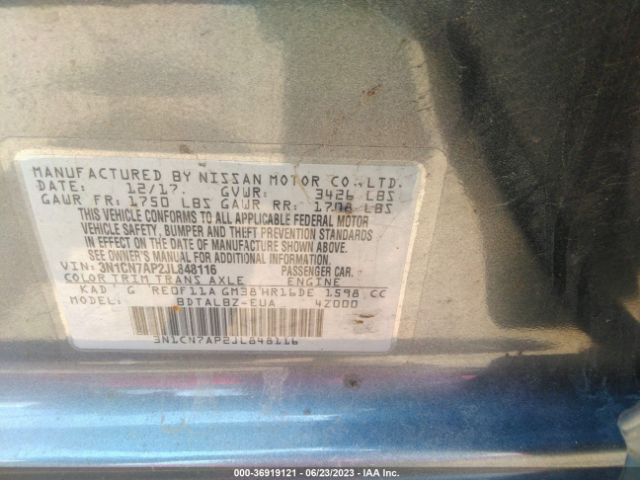 MANUFACTURED BY NISSAN MOTOR CO., LTD.
DATE: 12/17. GVWR: 3426 LBS
GAWR FR: 1750 LBS GAWR RR: 1708 LBS
THIS VEHICLE CONFORMS TO ALL APPLICABLE FEDERAL MOTOR
VEHICLE SAFETY, BUMPER AND THEFT PREVENTION STANDARDS
IN EFFECT ON THE DATE OF MANUFACTURE SHOWN ABOVE.
SEE OWNER'S MANUAL FOR ADDITIONAL INFORMATION.
VIN: 3N1CN7AP2JL848116 PASSENGER CAR
COLOR TRIM TRANS AXLE ENGINE
KAD G RE0F11A GM38 HR16DE 1598 CC
MODEL: BDTALBZ-EUA 4Z000
3N1CN7AP2JL848116
000-36919121 | 06/23/2023 | IAA Inc.